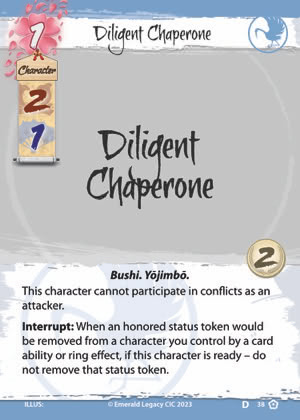 1
Diligent Chaperone
Character
2
1
Diligent
Chaperone
2
Bushi. Yōjimbō.
This character cannot participate in conflicts as an
attacker.
Interrupt: When an honored status token would
be removed from a character you control by a card
ability or ring effect, if this character is ready – do
not remove that status token.
ILLUS:
© Emerald Legacy CIC 2023
D 38